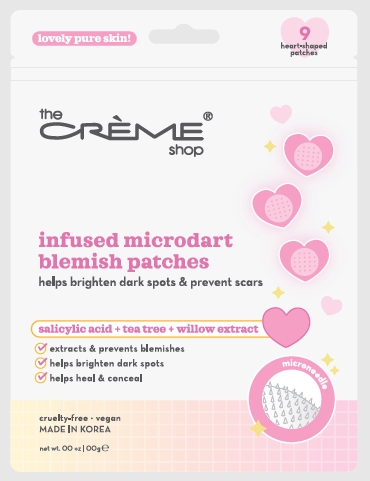 lovely pure skin!
9
heart-shaped
patches
the
CRÈME®
shop
infused microdart
blemish patches
helps brighten dark spots & prevent scars
salicylic acid + tea tree + willow extract
extracts & prevents blemishes
helps brighten dark spots
helps heal & conceal
microneedle
cruelty-free · vegan
MADE IN KOREA
net wt. 00 oz | 00g e